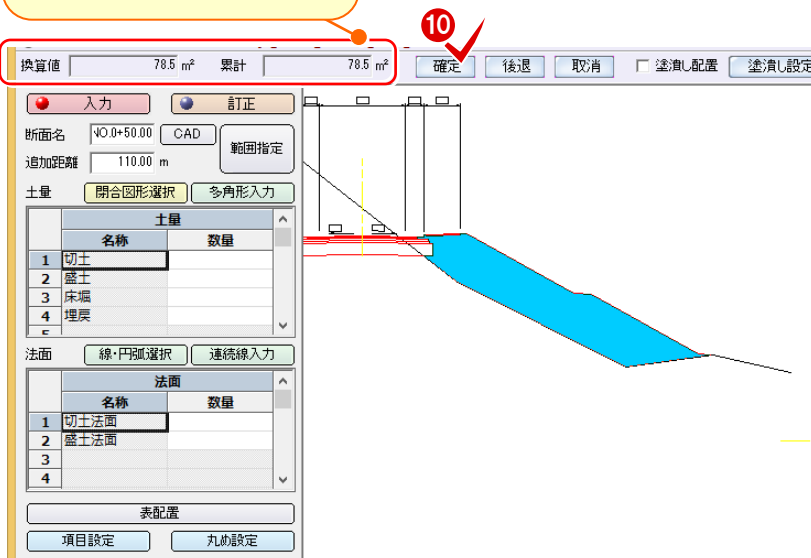 10
換算値 78.5 m² 累計 78.5 m² 確定 後退 取消 塗潰し配置 塗潰し設定
入力 訂正
断面名 NO.0+50.00 CAD 範囲指定
追加距離 110.00 m
土量 閉合図形選択 多角形入力
土量
名称 数量
1 切土
2 盛土
3 床堀
4 埋戻
5
法面 線・円弧選択 連続線入力
法面
名称 数量
1 切土法面
2 盛土法面
3
4
表配置
項目設定 丸め設定